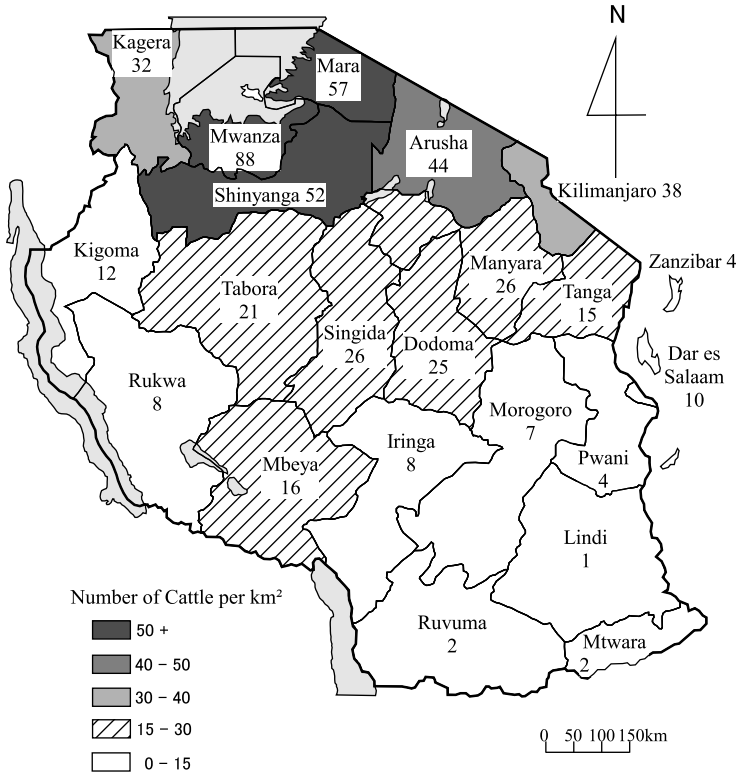 N
Kagera
32
Mara
57
Mwanza
88
Arusha
44
Shinyanga 52
Kilimanjaro 38
Kigoma
12
Zanzibar 4
Manyara
26
Tabora
21
Tanga
15
Singida
26
Dodoma
25
Dar es
Salaam
10
Rukwa
8
Morogoro
7
Iringa
8
Pwani
4
Mbeya
16
Lindi
1
Number of Cattle per km²
50 +
40 – 50
30 – 40
15 – 30
0 – 15
Ruvuma
2
Mtwara
2
0 50 100 150km